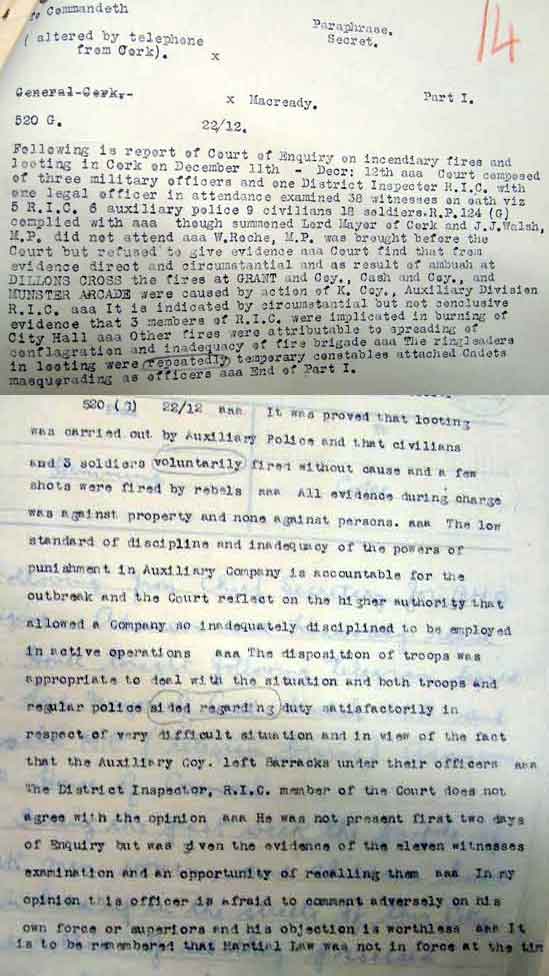 Commandeth
Paraphrase.
Secret.
14
( altered by telephone
from Cork).
x
General-Cork,-
x Macready.
Part I.
520 G.
22/12.
Following is report of Court of Enquiry on incendiary fires and
looting in Cork on December 11th - Decr: 12th aaa Court composed
of three military officers and one District Inspector R.I.C. with
one legal officer in attendance examined 38 witnesses on oath viz
5 R.I.C. 6 auxiliary police 9 civilians 18 soldiers.R.P.124 (G)
complied with aaa though summoned Lord Mayor of Cork and J.J.Walsh,
M.P. did not attend aaa W.Roche, M.P. was brought before the
Court but refused to give evidence aaa Court find that from
evidence direct and circumstantial and as result of ambush at
DILLONS CROSS the fires at GRANT and Coy., Cash and Coy., and
MUNSTER ARCADE were caused by action of K. Coy, Auxiliary Division
R.I.C. aaa It is indicated by circumstantial but not conclusive
evidence that 3 members of R.I.C. were implicated in burning of
City Hall aaa Other fires were attributable to spreading of
conflagration and inadequacy of fire brigade aaa The ringleaders
in looting were repeatedly temporary constables attached Cadets
masquerading as officers aaa End of Part I.
520 (G) 22/12 aaa It was proved that looting
was carried out by Auxiliary Police and that civilians
and 3 soldiers voluntarily fired without cause and a few
shots were fired by rebels aaa All evidence during charge
was against property and none against persons. aaa The low
standard of discipline and inadequacy of the powers of
punishment in Auxiliary Company is accountable for the
outbreak and the Court reflect on the higher authority that
allowed a Company so inadequately disciplined to be employed
in active operations aaa The disposition of troops was
appropriate to deal with the situation and both troops and
regular police sided regarding duty satisfactorily in
respect of very difficult situation and in view of the fact
that the Auxiliary Coy. left Barracks under their officers aaa
The District Inspector, R.I.C. member of the Court does not
agree with the opinion aaa He was not present first two days
of Enquiry but was given the evidence of the eleven witnesses
examination and an opportunity of recalling them aaa In my
opinion this officer is afraid to comment adversely on his
own force or superiors and his objection is worthless aaa It
is to be remembered that Martial Law was not in force at the tim